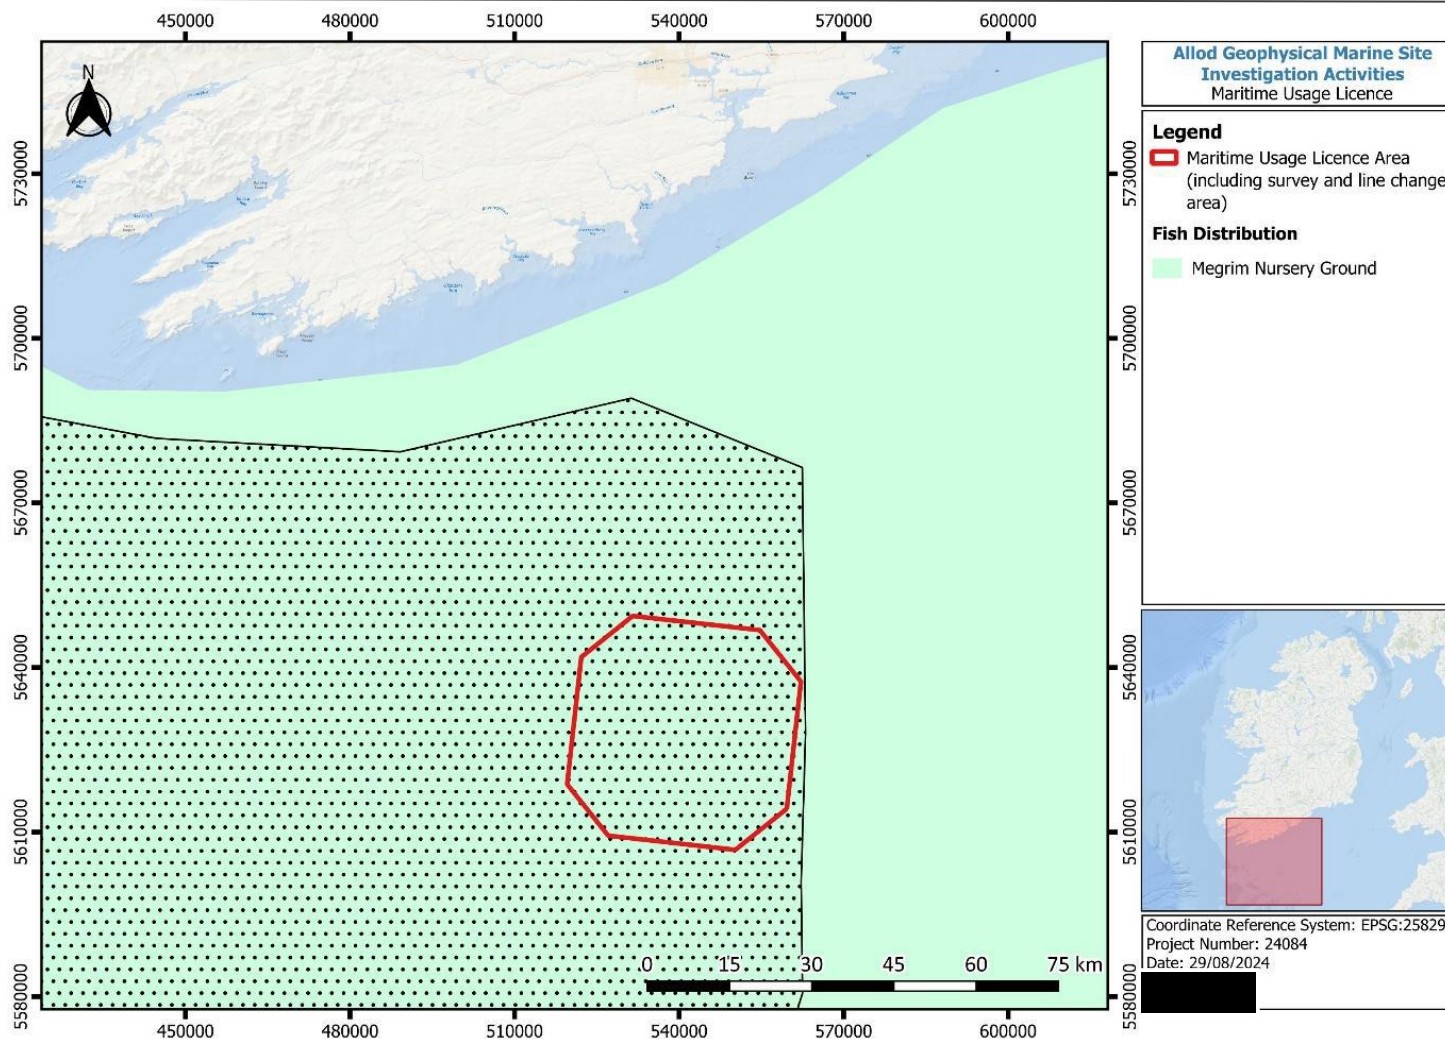 450000 480000 510000 540000 570000 600000
N
5730000
5700000
5670000
5640000
5610000
5580000
5730000
5700000
5670000
5640000
5610000
5580000
0 15 30 45 60 75 km
450000 480000 510000 540000 570000 600000
Allod Geophysical Marine Site
Investigation Activities
Maritime Usage Licence
Legend
Maritime Usage Licence Area
(including survey and line change
area)
Fish Distribution
Megrim Nursery Ground
Coordinate Reference System: EPSG:25829
Project Number: 24084
Date: 29/08/2024